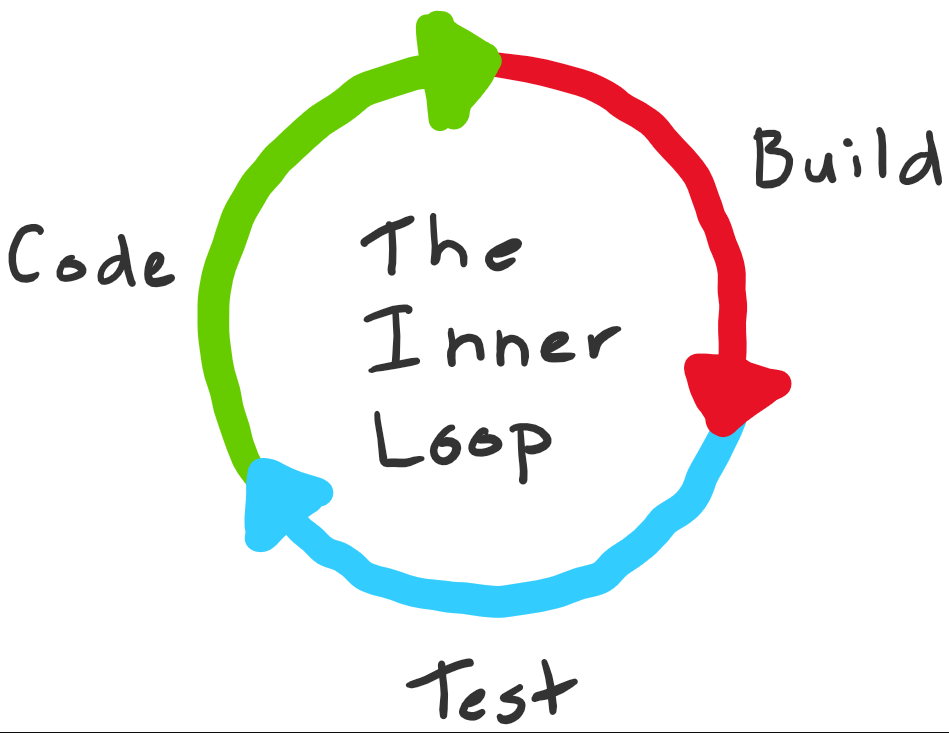 Build
Code
The
Inner
Loop
Test